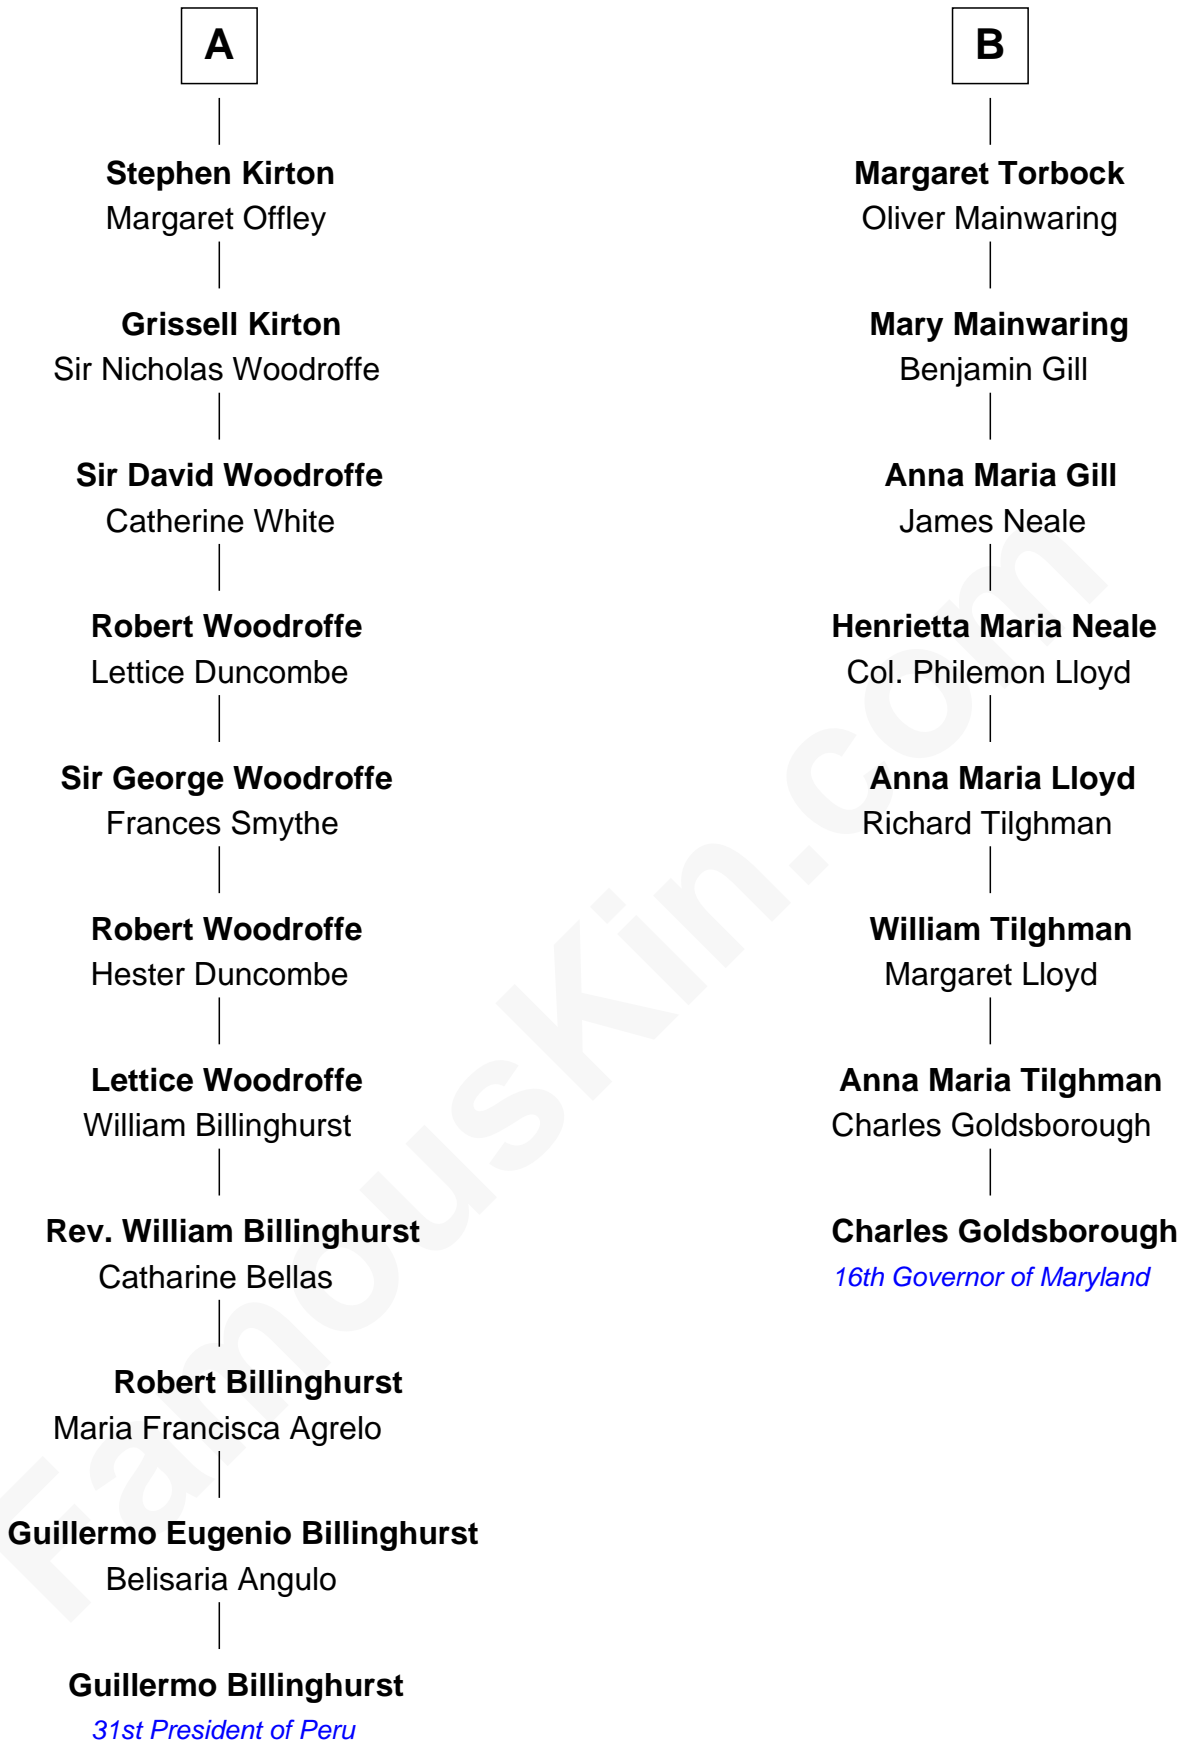 A
Stephen Kirton
Margaret Offley
Grissell Kirton
Sir Nicholas Woodroffe
Sir David Woodroffe
Catherine White
Robert Woodroffe
Lettice Duncombe
Sir George Woodroffe
Frances Smythe
Robert Woodroffe
Hester Duncombe
Lettice Woodroffe
William Billinghurst
Rev. William Billinghurst
Catharine Bellas
Robert Billinghurst
Maria Francisca Agrelo
Guillermo Eugenio Billinghurst
Belisaria Angulo
Guillermo Billinghurst
31st President of Peru
B
Margaret Torbock
Oliver Mainwaring
Mary Mainwaring
Benjamin Gill
Anna Maria Gill
James Neale
Henrietta Maria Neale
Col. Philemon Lloyd
Anna Maria Lloyd
Richard Tilghman
William Tilghman
Margaret Lloyd
Anna Maria Tilghman
Charles Goldsborough
Charles Goldsborough
16th Governor of Maryland
FamousKin.com